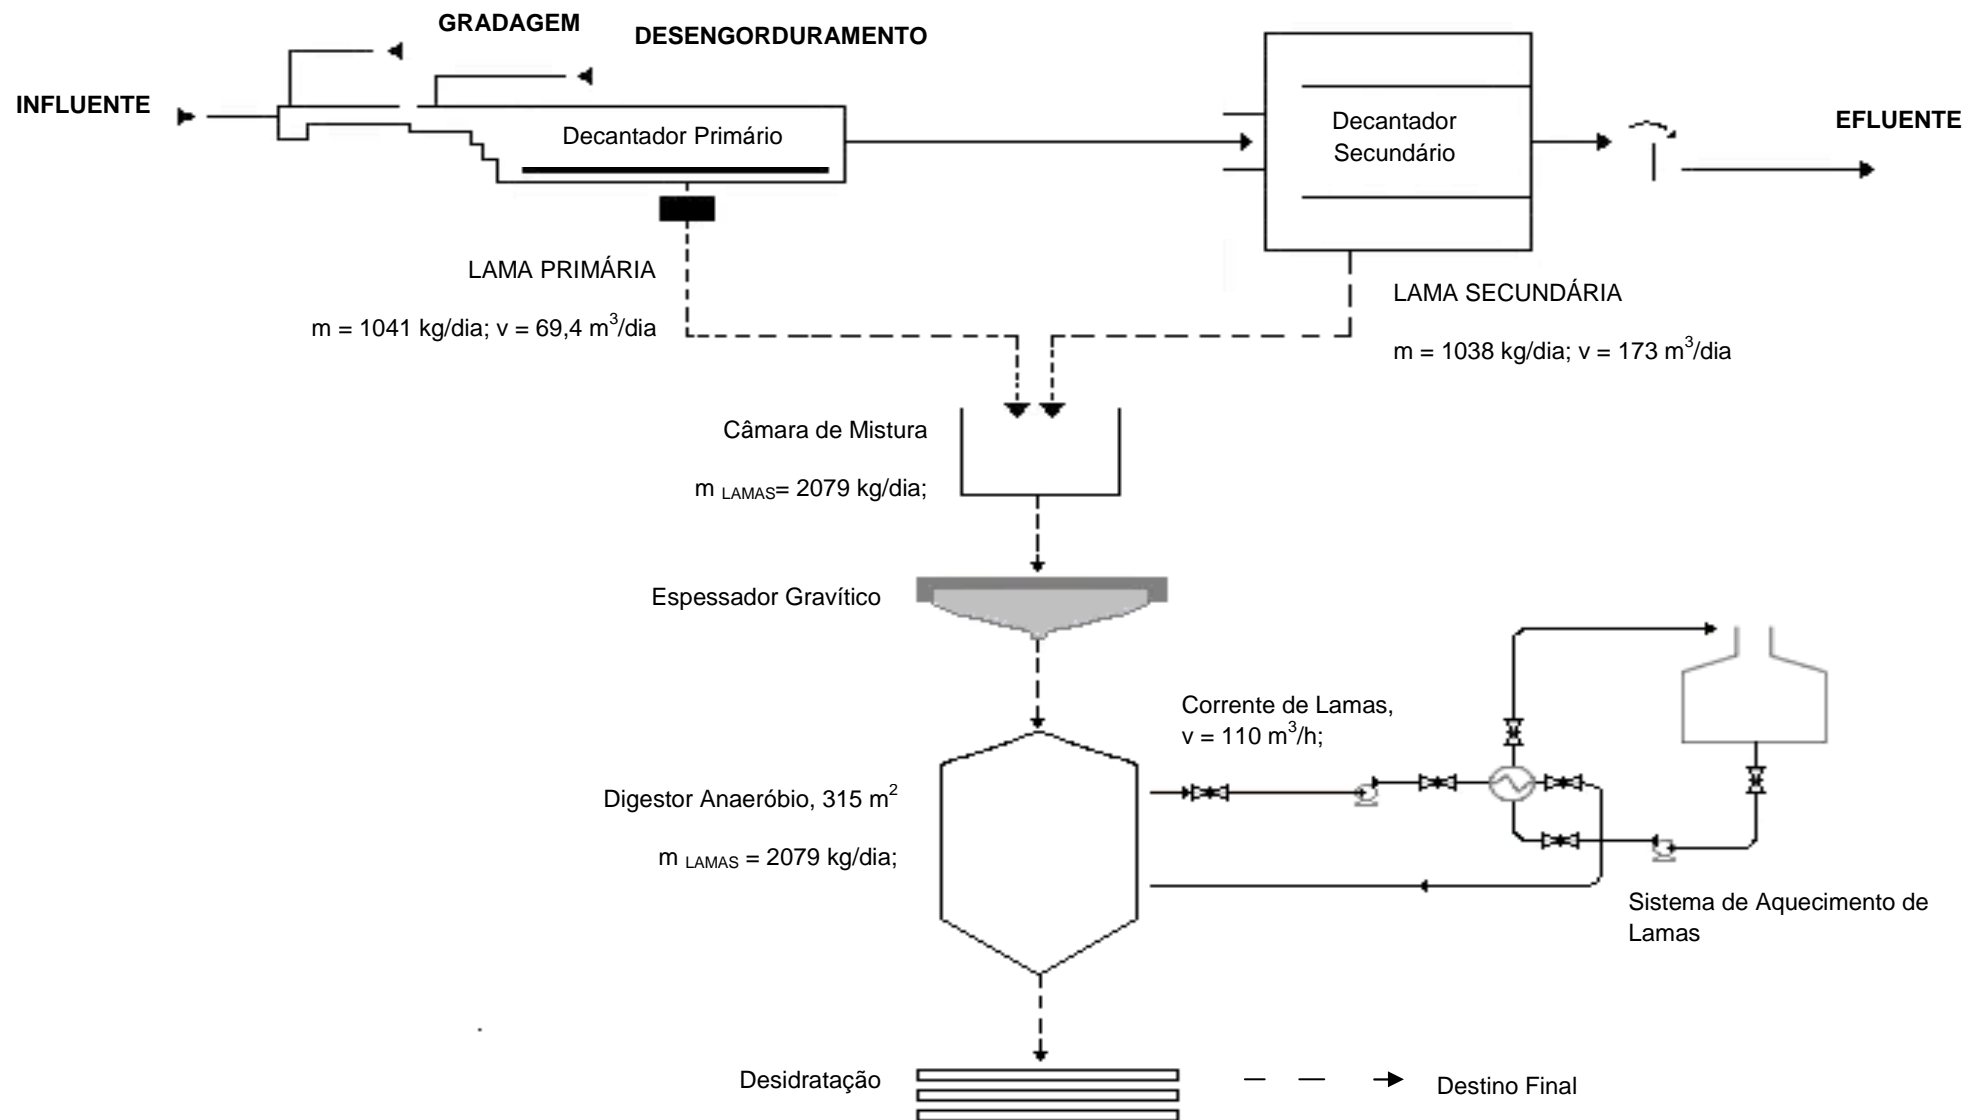 GRADAGEM
DESENGORDURAMENTO
INFLUENTE
Decantador Primário
Decantador
Secundário
EFLUENTE
LAMA PRIMÁRIA
m = 1041 kg/dia; v = 69,4 m³/dia
LAMA SECUNDÁRIA
m = 1038 kg/dia; v = 173 m³/dia
Câmara de Mistura
m LAMAS= 2079 kg/dia;
Espessador Gravítico
Corrente de Lamas,
v = 110 m³/h;
Digestor Anaeróbio, 315 m²
m LAMAS = 2079 kg/dia;
Sistema de Aquecimento de
Lamas
Desidratação
Destino Final